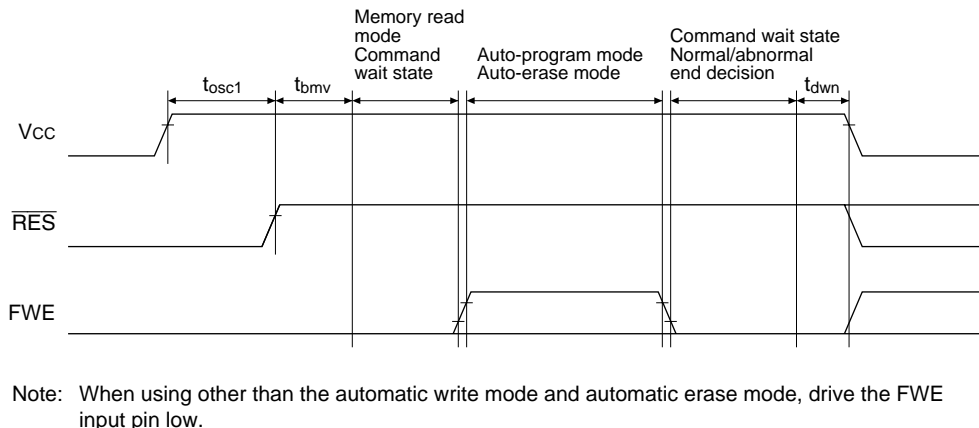 Memory read
mode
Command
wait state
Auto-program mode
Auto-erase mode
Command wait state
Normal/abnormal
end decision
tosc1
tbmv
tdwn
VCC
RES
FWE
Note: When using other than the automatic write mode and automatic erase mode, drive the FWE
input pin low.